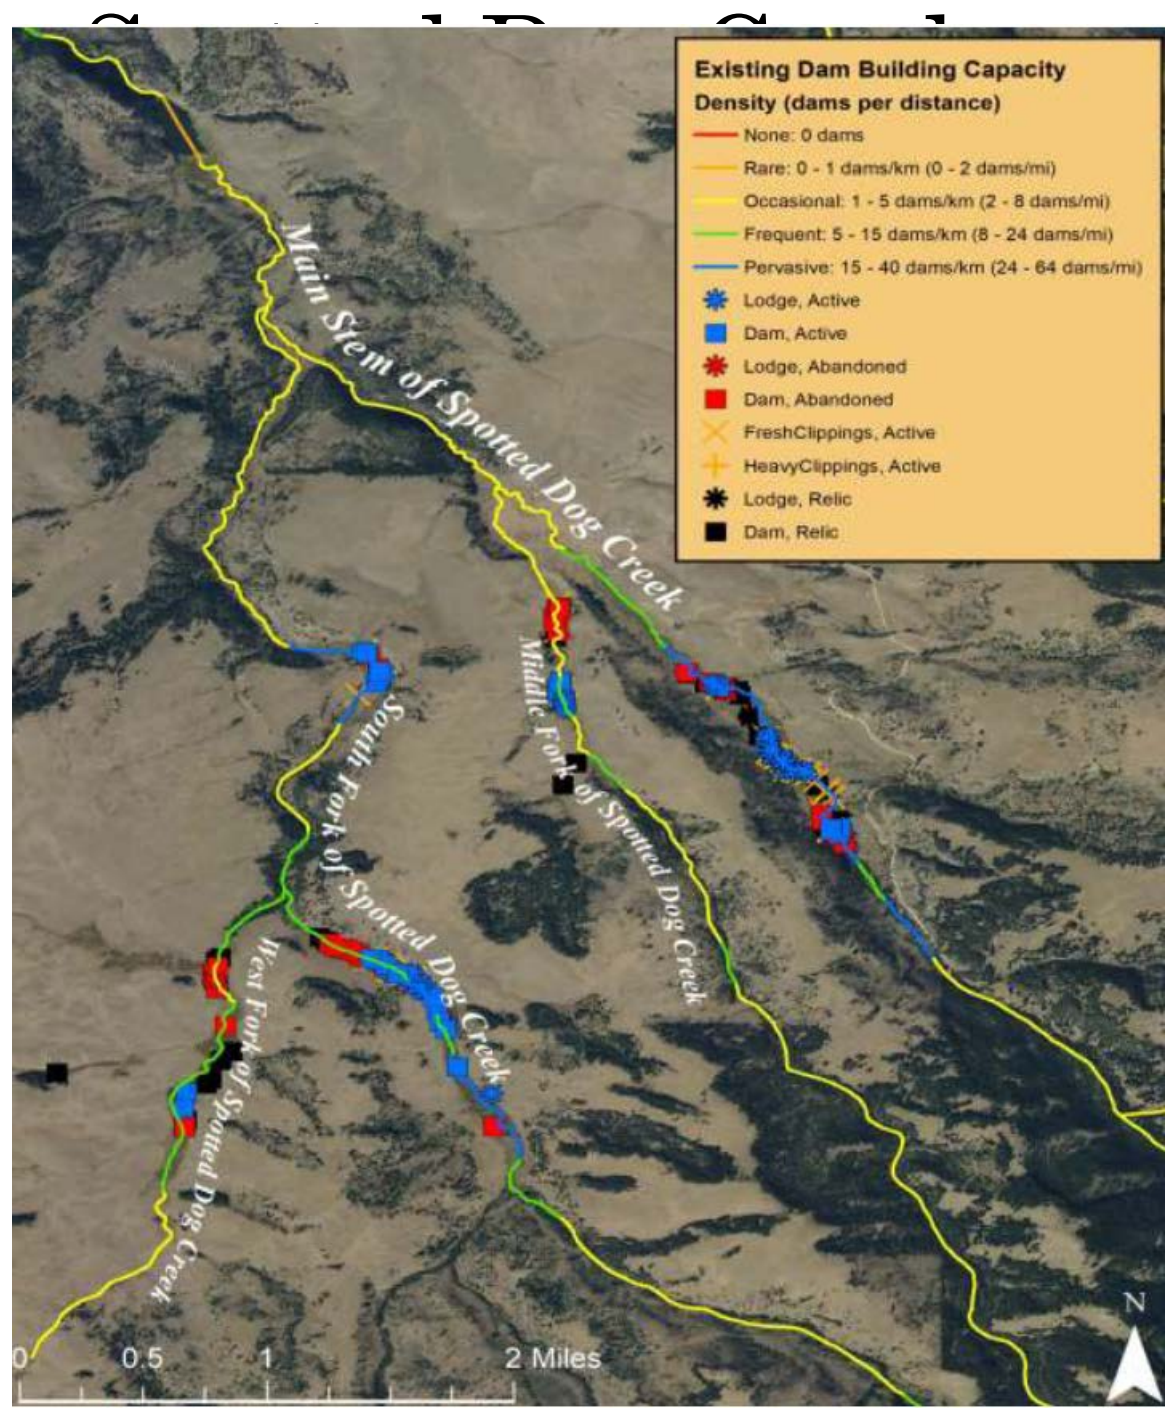 Existing Dam Building Capacity
Density (dams per distance)
None: 0 dams
Rare: 0 - 1 dams/km (0 - 2 dams/mi)
Occasional: 1 - 5 dams/km (2 - 8 dams/mi)
Frequent: 5 - 15 dams/km (8 - 24 dams/mi)
Pervasive: 15 - 40 dams/km (24 - 64 dams/mi)
Lodge, Active
Dam, Active
Lodge, Abandoned
Dam, Abandoned
FreshClippings, Active
HeavyClippings, Active
Lodge, Relic
Dam, Relic
Main Stem of Spotted Dog Creek
Middle Fork of Spotted Dog Creek
South Fork of Spotted Dog Creek
West Fork of Spotted Dog Creek
N
0 0.5 1 2 Miles